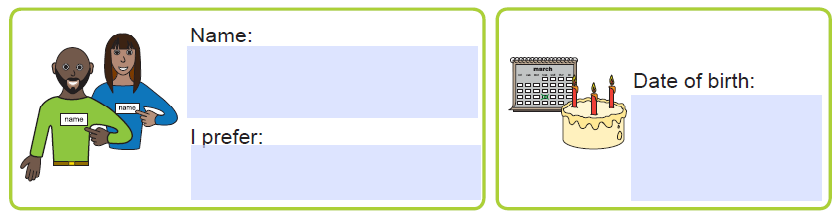 Name:
name
name
I prefer:
march
Date of birth: